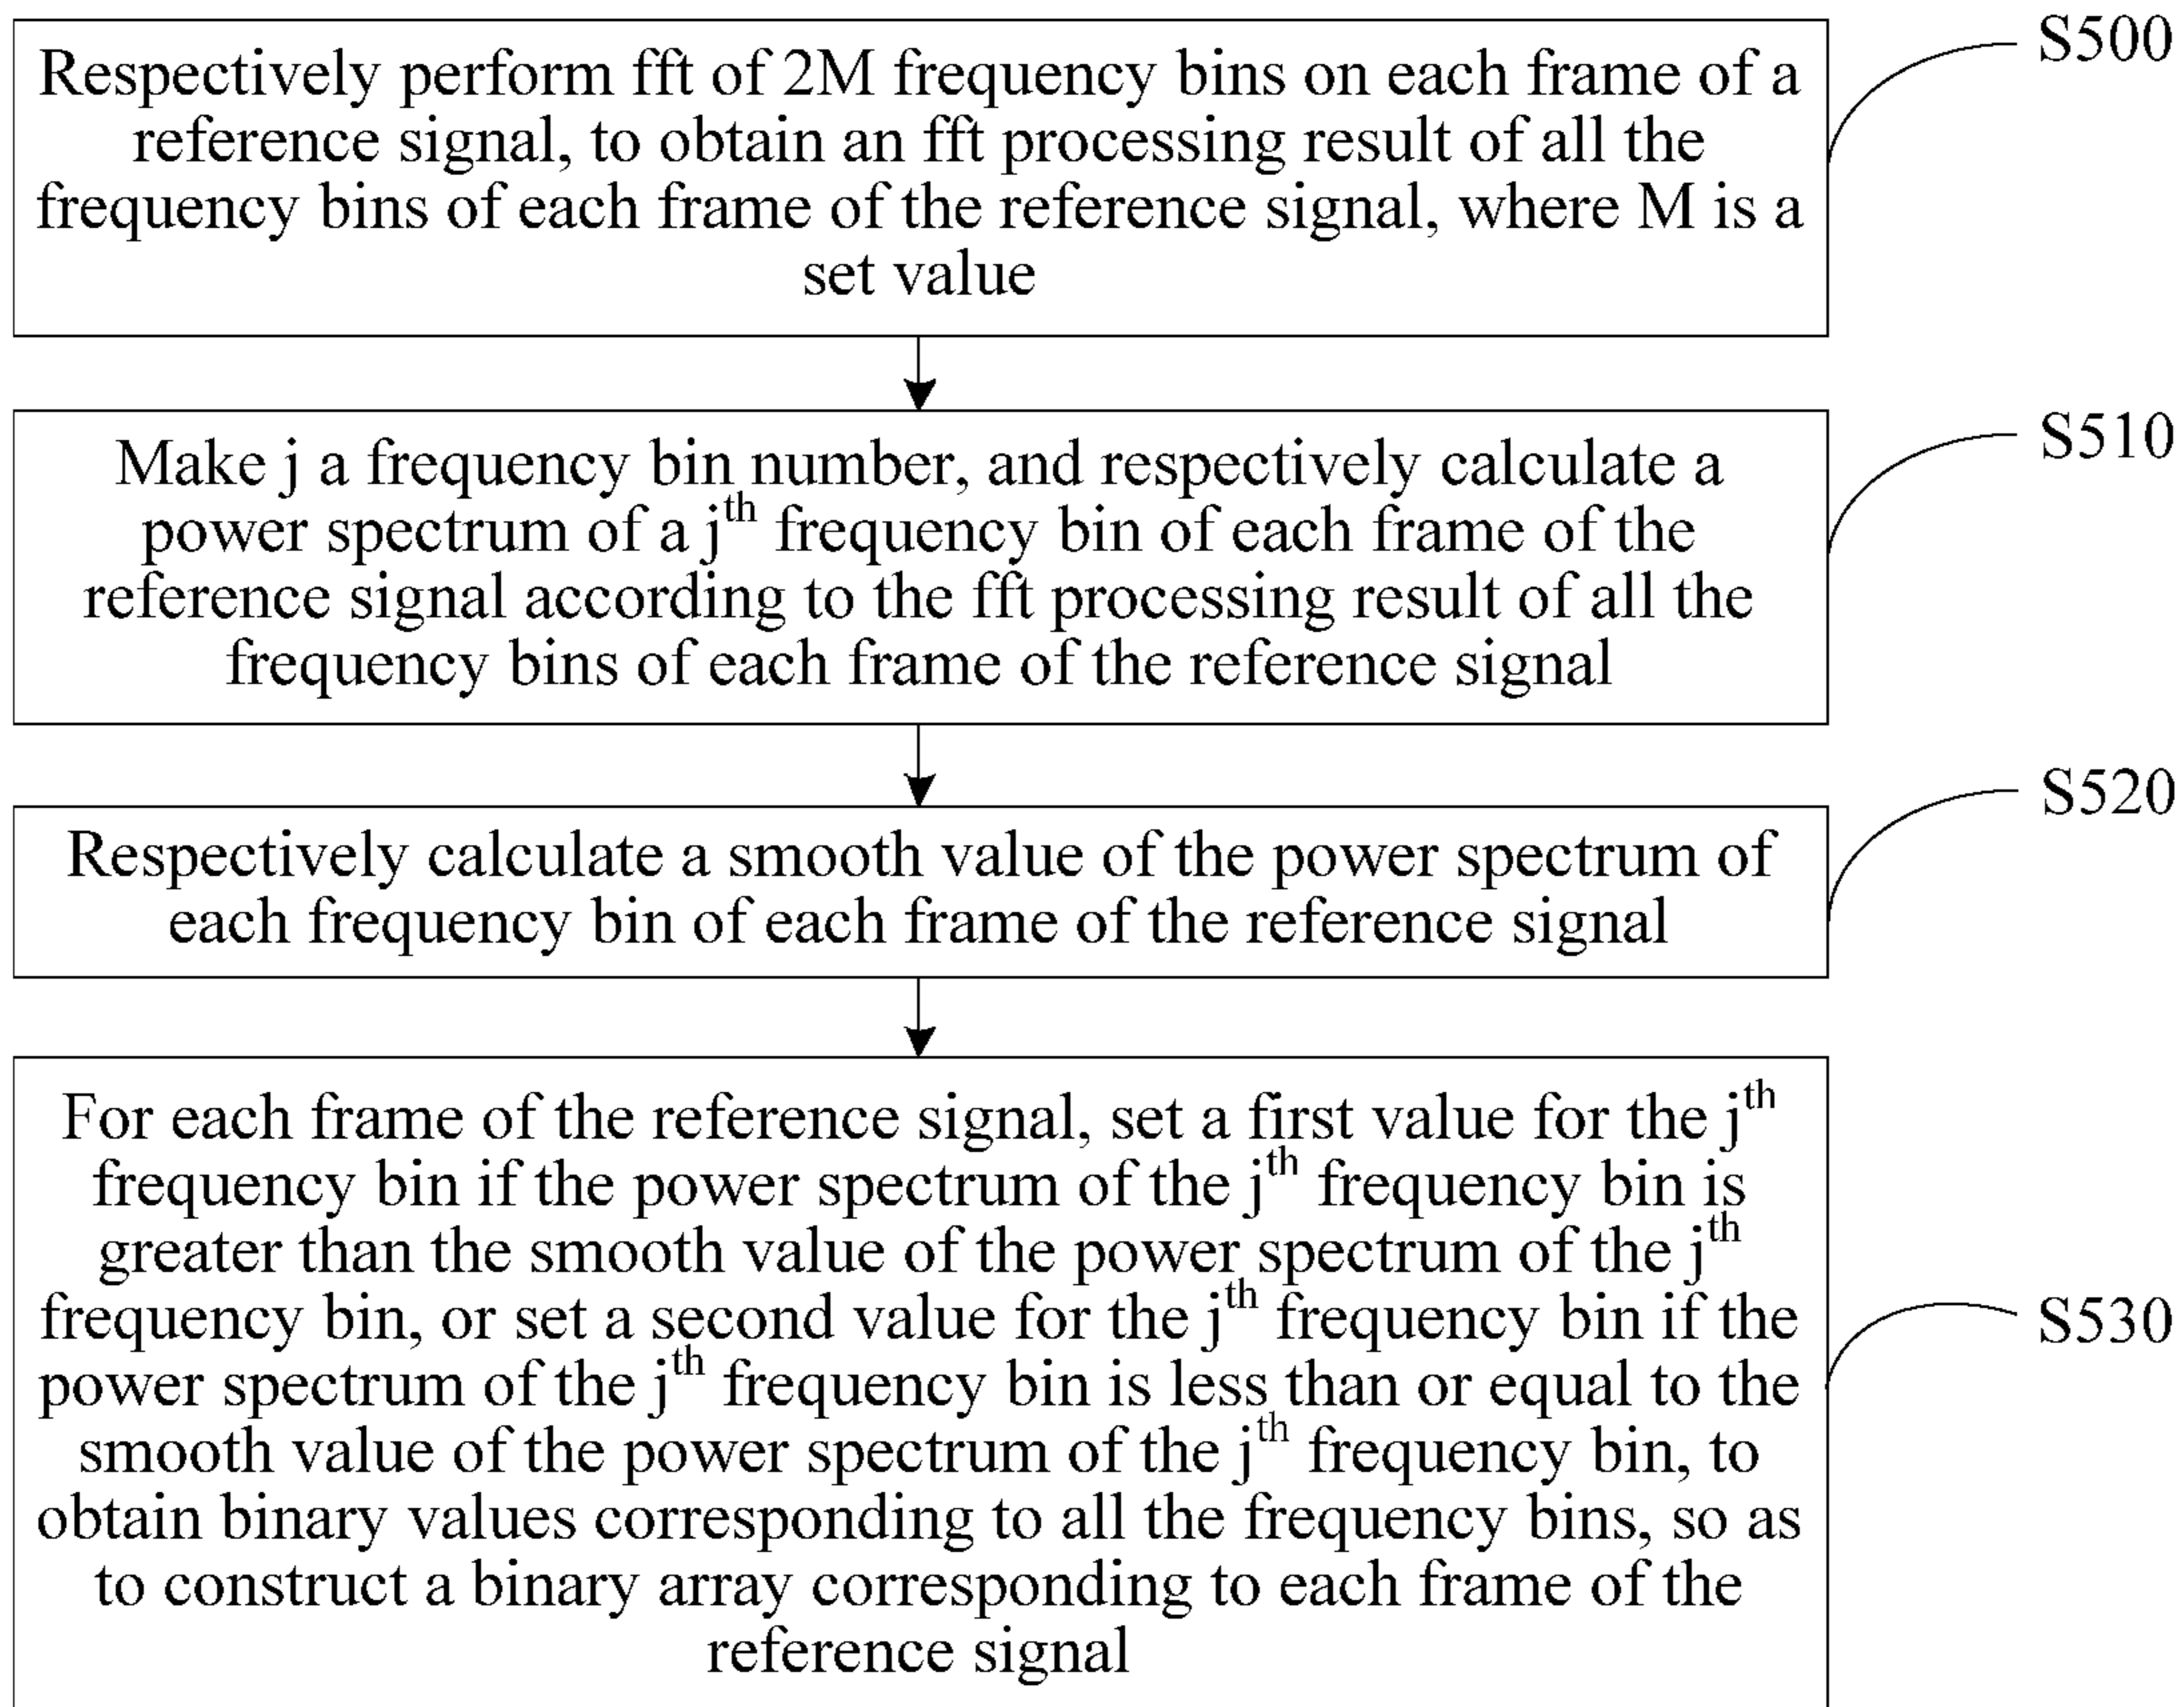 Respectively perform fft of 2M frequency bins on each frame of a
reference signal, to obtain an fft processing result of all the
frequency bins of each frame of the reference signal, where M is a
set value
S500
Make j a frequency bin number, and respectively calculate a
power spectrum of a jth frequency bin of each frame of the
reference signal according to the fft processing result of all the
frequency bins of each frame of the reference signal
S510
Respectively calculate a smooth value of the power spectrum of
each frequency bin of each frame of the reference signal
S520
For each frame of the reference signal, set a first value for the jth
frequency bin if the power spectrum of the jth frequency bin is
greater than the smooth value of the power spectrum of the jth
frequency bin, or set a second value for the jth frequency bin if the
power spectrum of the jth frequency bin is less than or equal to the
smooth value of the power spectrum of the jth frequency bin, to
obtain binary values corresponding to all the frequency bins, so as
to construct a binary array corresponding to each frame of the
reference signal
S530